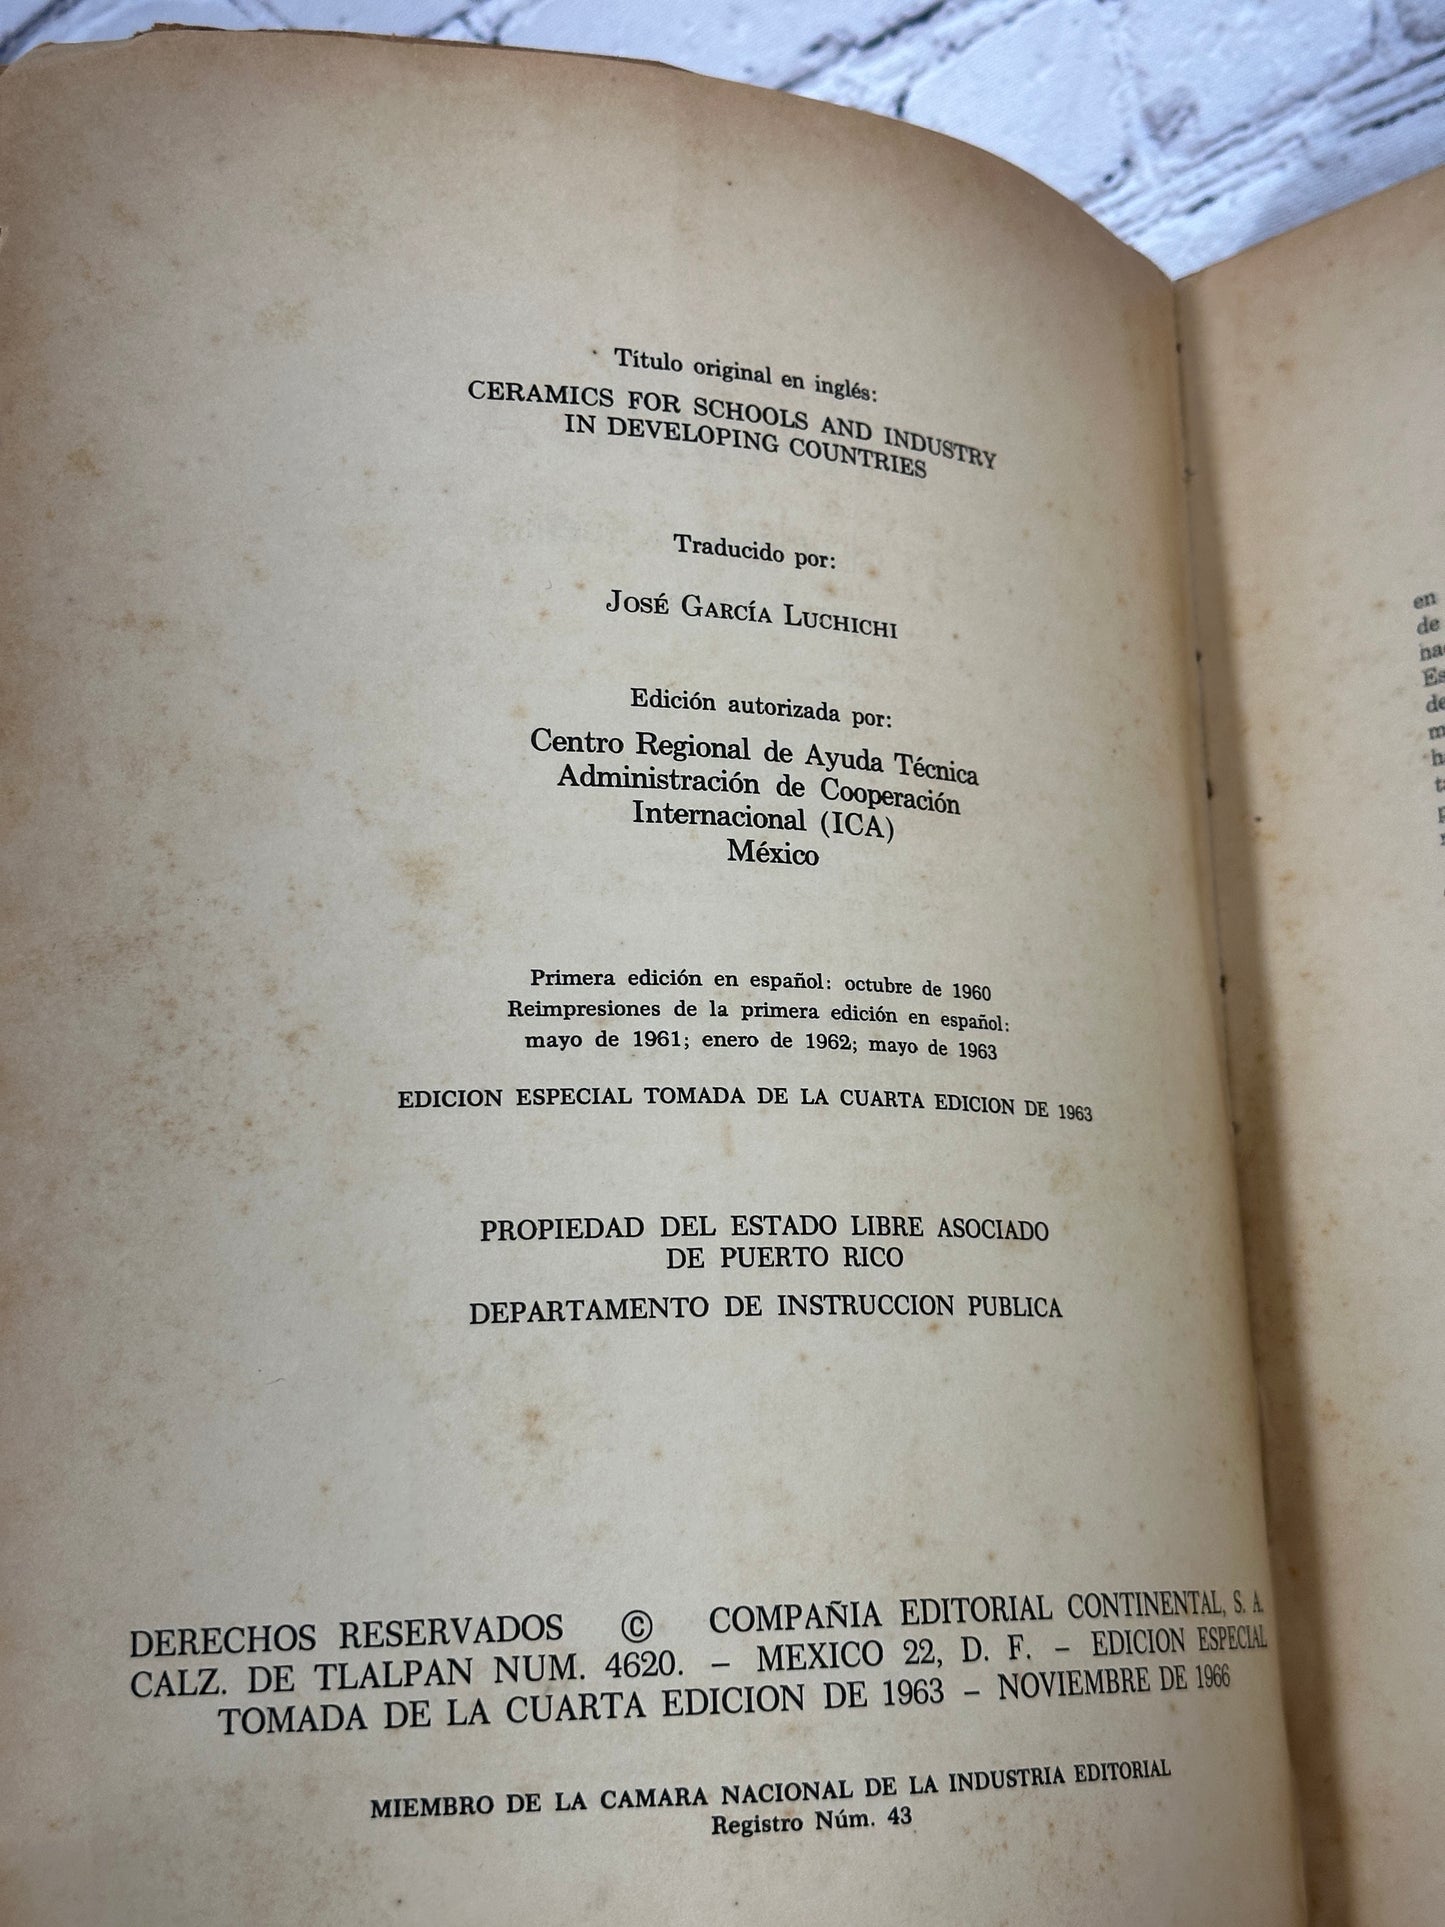 Título original en inglés:
CERAMICS FOR SCHOOLS AND INDUSTRY
IN DEVELOPING COUNTRIES
Traducido por:
JOSÉ GARCÍA LUCHICHI
Edición autorizada por:
Centro Regional de Ayuda Técnica
Administración de Cooperación
Internacional (ICA)
México
Primera edición en español: octubre de 1960
Reimpresiones de la primera edición en español:
mayo de 1961; enero de 1962; mayo de 1963
EDICION ESPECIAL TOMADA DE LA CUARTA EDICION DE 1963
PROPIEDAD DEL ESTADO LIBRE ASOCIADO
DE PUERTO RICO
DEPARTAMENTO DE INSTRUCCION PUBLICA
DERECHOS RESERVADOS © COMPAÑIA EDITORIAL CONTINENTAL, S. A.
CALZ. DE TLALPAN NUM. 4620. – MEXICO 22, D. F. – EDICION ESPECIAL
TOMADA DE LA CUARTA EDICION DE 1963 – NOVIEMBRE DE 1966
MIEMBRO DE LA CAMARA NACIONAL DE LA INDUSTRIA EDITORIAL
Registro Núm. 43
en
de